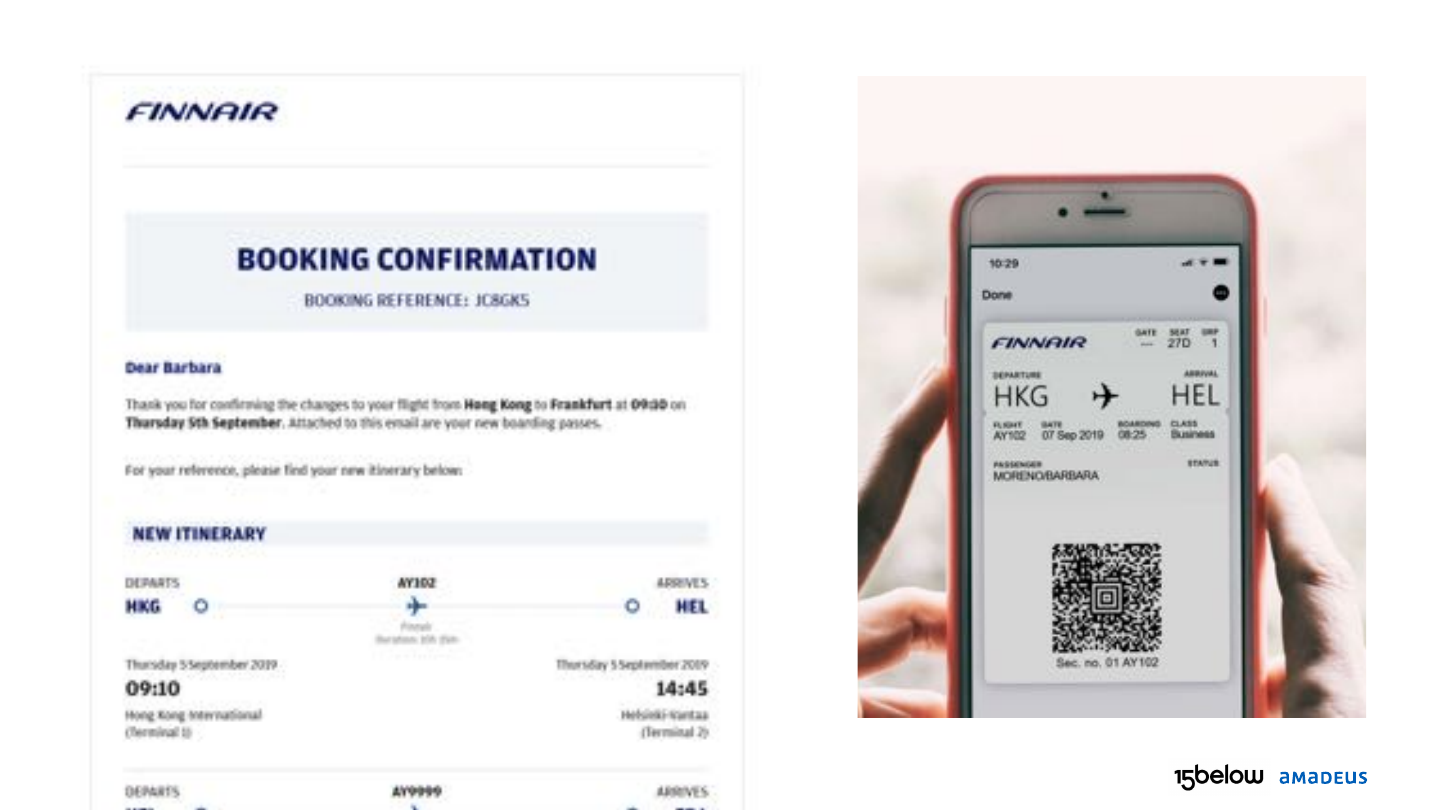 FINNAIR
BOOKING CONFIRMATION
BOOKING REFERENCE: JC8GK5
Dear Barbara
Thank you for confirming the changes to your flight from Hong Kong to Frankfurt at 09:10 on
Thursday 5th September. Attached to this email are your new boarding passes.
For your reference, please find your new itinerary below:
NEW ITINERARY
DEPARTS AY102 ARRIVES
HKG HEL
Finnair
Duration: 10h 35m
Thursday 5 September 2019 Thursday 5 September 2019
09:10 14:45
Hong Kong International Helsinki-Vantaa
(Terminal 1) (Terminal 2)
DEPARTS AY9999 ARRIVES
10:29
Done
FINNAIR
GATE SEAT GRP
--- 27D 1
DEPARTURE ARRIVAL
HKG HEL
FLIGHT DATE BOARDING CLASS
AY102 07 Sep 2019 08:25 Business
PASSENGER STATUS
MORENO/BARBARA
Sec. no. 01 AY102
15below amadeus